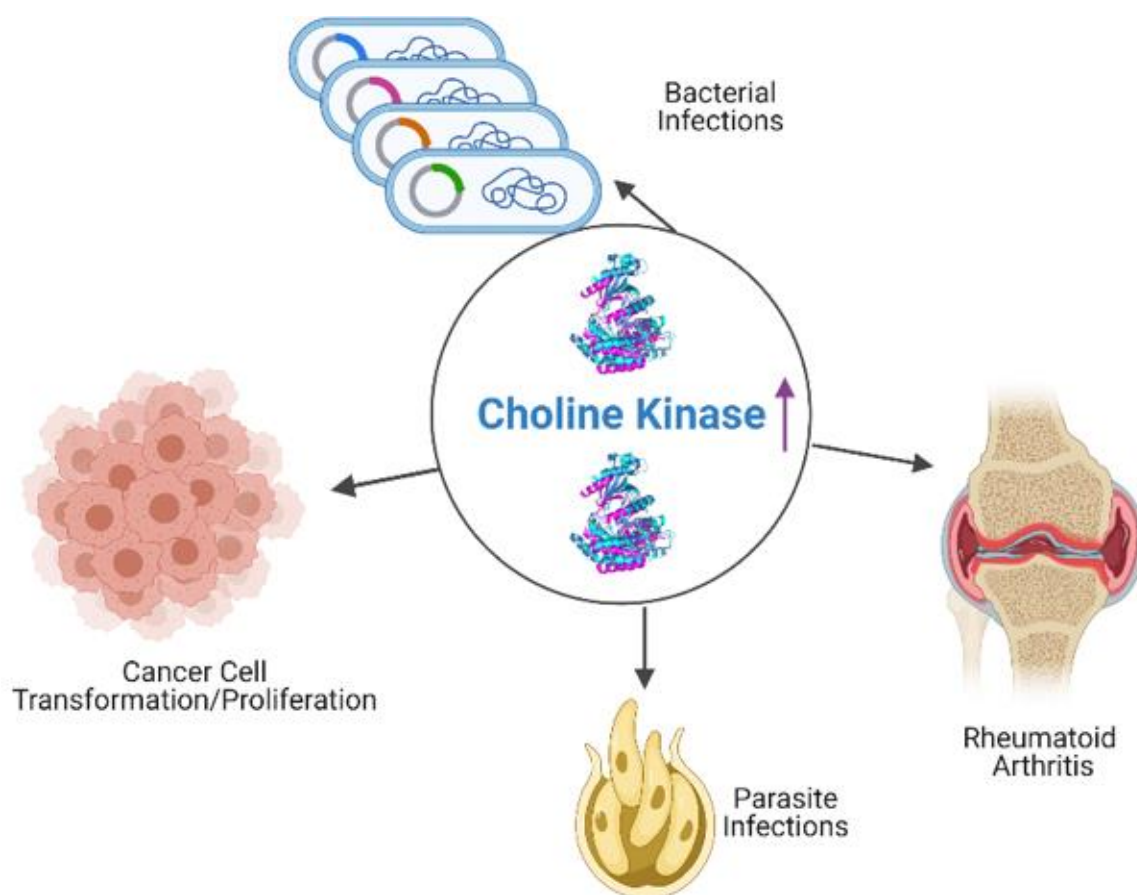 Bacterial
Infections
Choline Kinase
Cancer Cell
Transformation/Proliferation
Rheumatoid
Arthritis
Parasite
Infections